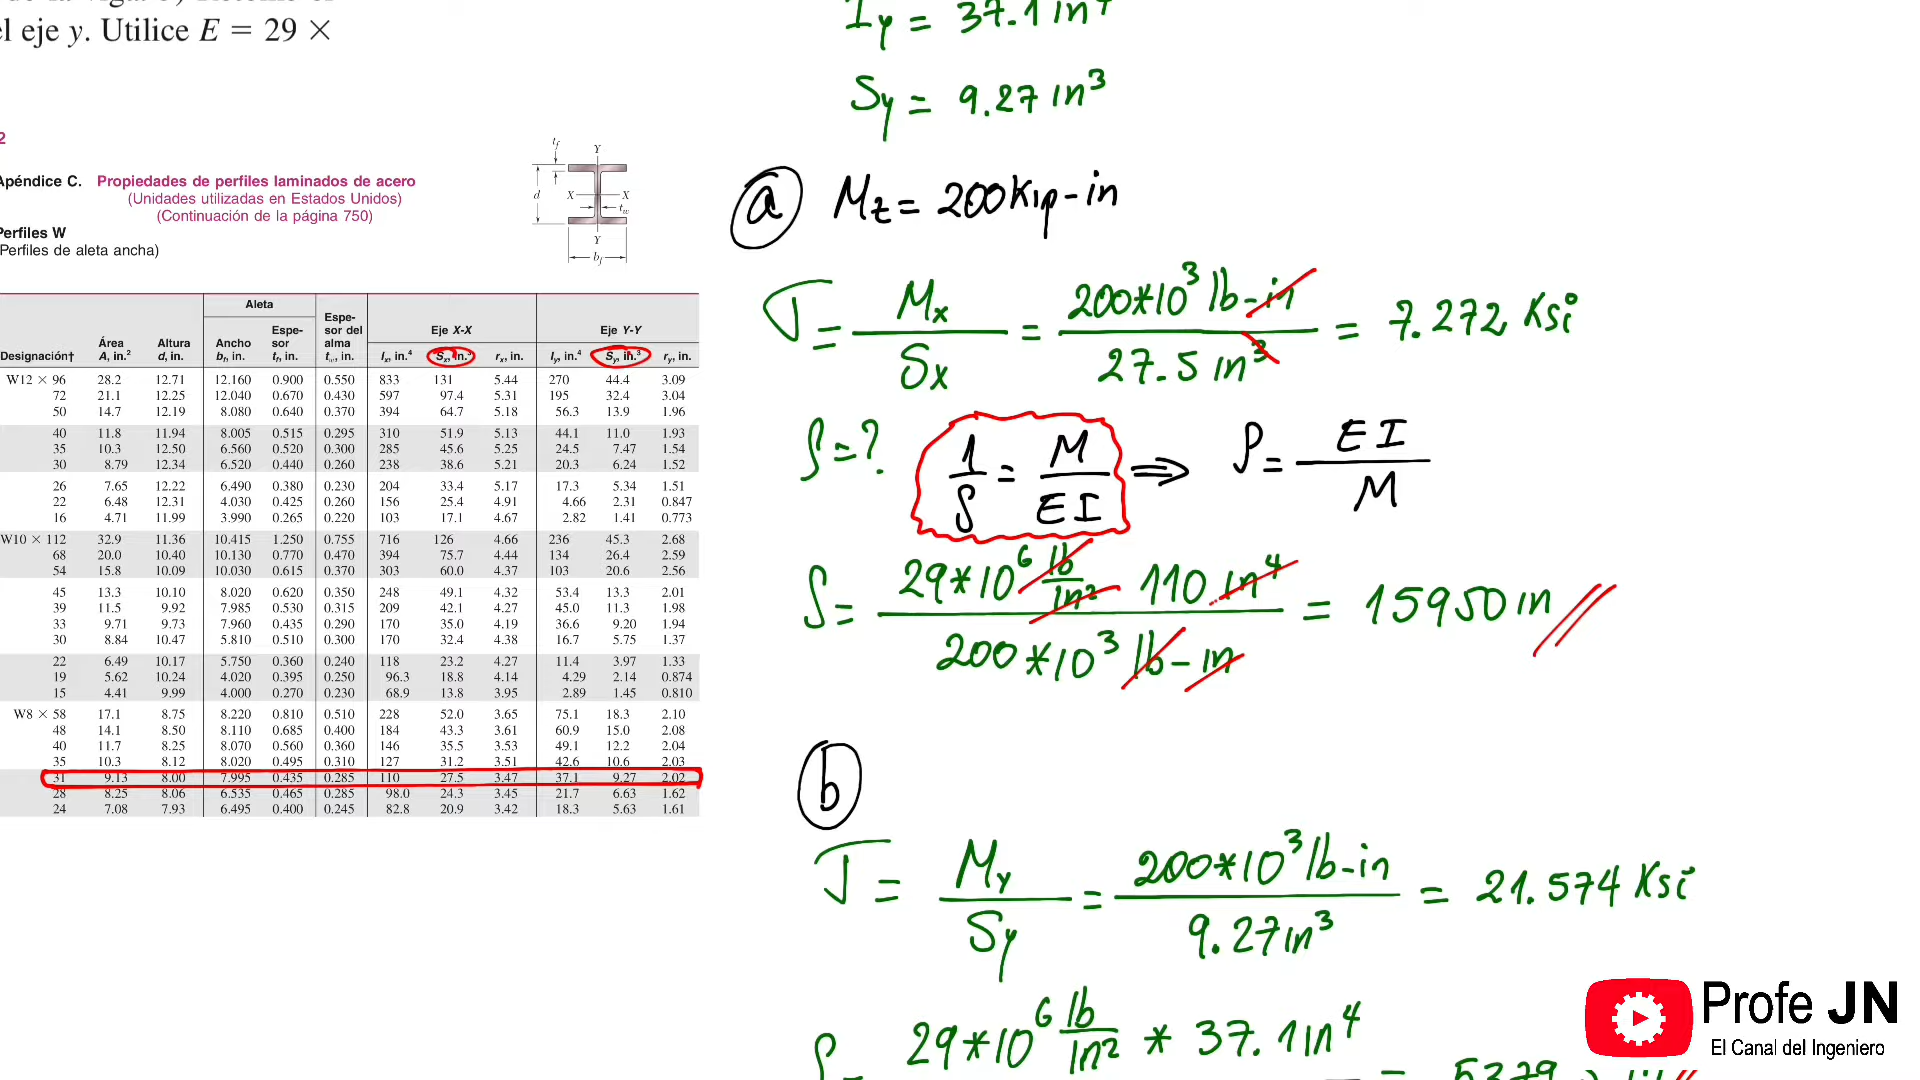 el eje y. Utilice E = 29 ×
2
Apéndice C. Propiedades de perfiles laminados de acero
(Unidades utilizadas en Estados Unidos)
(Continuación de la página 750)
Perfiles W
(Perfiles de aleta ancha)
tf Y
d X X
tw
Y
bf
Aleta
Designación† Área A, in.² Altura d, in. Ancho bf, in. Espe-sor tf, in. Espe-sor del alma tw, in. Eje X-X Ix, in.⁴ Sx, in.³ rx, in. Eje Y-Y Iy, in.⁴ Sy, in.³ ry, in.
W12 × 96 28.2 12.71 12.160 0.900 0.550 833 131 5.44 270 44.4 3.09
72 21.1 12.25 12.040 0.670 0.430 597 97.4 5.31 195 32.4 3.04
50 14.7 12.19 8.080 0.640 0.370 394 64.7 5.18 56.3 13.9 1.96
40 11.8 11.94 8.005 0.515 0.295 310 51.9 5.13 44.1 11.0 1.93
35 10.3 12.50 6.560 0.520 0.300 285 45.6 5.25 24.5 7.47 1.54
30 8.79 12.34 6.520 0.440 0.260 238 38.6 5.21 20.3 6.24 1.52
26 7.65 12.22 6.490 0.380 0.230 204 33.4 5.17 17.3 5.34 1.51
22 6.48 12.31 4.030 0.425 0.260 156 25.4 4.91 4.66 2.31 0.847
16 4.71 11.99 3.990 0.265 0.220 103 17.1 4.67 2.82 1.41 0.773
W10 × 112 32.9 11.36 10.415 1.250 0.755 716 126 4.66 236 45.3 2.68
68 20.0 10.40 10.130 0.770 0.470 394 75.7 4.44 134 26.4 2.59
54 15.8 10.09 10.030 0.615 0.370 303 60.0 4.37 103 20.6 2.56
45 13.3 10.10 8.020 0.620 0.350 248 49.1 4.32 53.4 13.3 2.01
39 11.5 9.92 7.985 0.530 0.315 209 42.1 4.27 45.0 11.3 1.98
33 9.71 9.73 7.960 0.435 0.290 170 35.0 4.19 36.6 9.20 1.94
30 8.84 10.47 5.810 0.510 0.300 170 32.4 4.38 16.7 5.75 1.37
22 6.49 10.17 5.750 0.360 0.240 118 23.2 4.27 11.4 3.97 1.33
19 5.62 10.24 4.020 0.395 0.250 96.3 18.8 4.14 4.29 2.14 0.874
15 4.41 9.99 4.000 0.270 0.230 68.9 13.8 3.95 2.89 1.45 0.810
W8 × 58 17.1 8.75 8.220 0.810 0.510 228 52.0 3.65 75.1 18.3 2.10
48 14.1 8.50 8.110 0.685 0.400 184 43.3 3.61 60.9 15.0 2.08
40 11.7 8.25 8.070 0.560 0.360 146 35.5 3.53 49.1 12.2 2.04
35 10.3 8.12 8.020 0.495 0.310 127 31.2 3.51 42.6 10.6 2.03
31 9.13 8.00 7.995 0.435 0.285 110 27.5 3.47 37.1 9.27 2.02
28 8.25 8.06 6.535 0.465 0.285 98.0 24.3 3.45 21.7 6.63 1.62
24 7.08 7.93 6.495 0.400 0.245 82.8 20.9 3.42 18.3 5.63 1.61
Iy = 37.1 in⁴
Sy = 9.27 in³
a Mz = 200 Kip-in
σ = Mx / Sx = 200*10³ lb-in / 27.5 in³ = 7.272 Ksi
ρ = ? 1/ρ = M/EI ⇒ ρ = EI/M
ρ = 29*10⁶ lb/in² 110 in⁴ / 200*10³ lb-in = 15950 in
b
σ = My / Sy = 200*10³ lb-in / 9.27 in³ = 21.574 Ksi
ρ = 29*10⁶ lb/in² * 37.1 in⁴ =
Profe JN
El Canal del Ingeniero